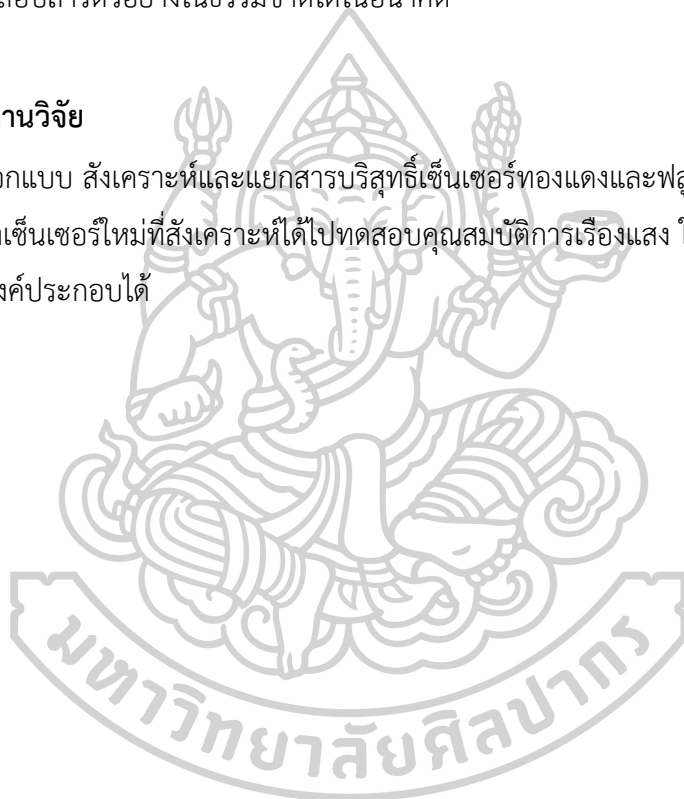 านวิจัย
อกแบบ สังเคราะห์และแยกสารบริสุทธิ์เซ็นเซอร์ทองแดงและฟลู
เซ็นเซอร์ใหม่ที่สังเคราะห์ได้ไปทดสอบคุณสมบัติการเรืองแสง
งค์ประกอบได้
มหาวิทยาลัยศิลปากร